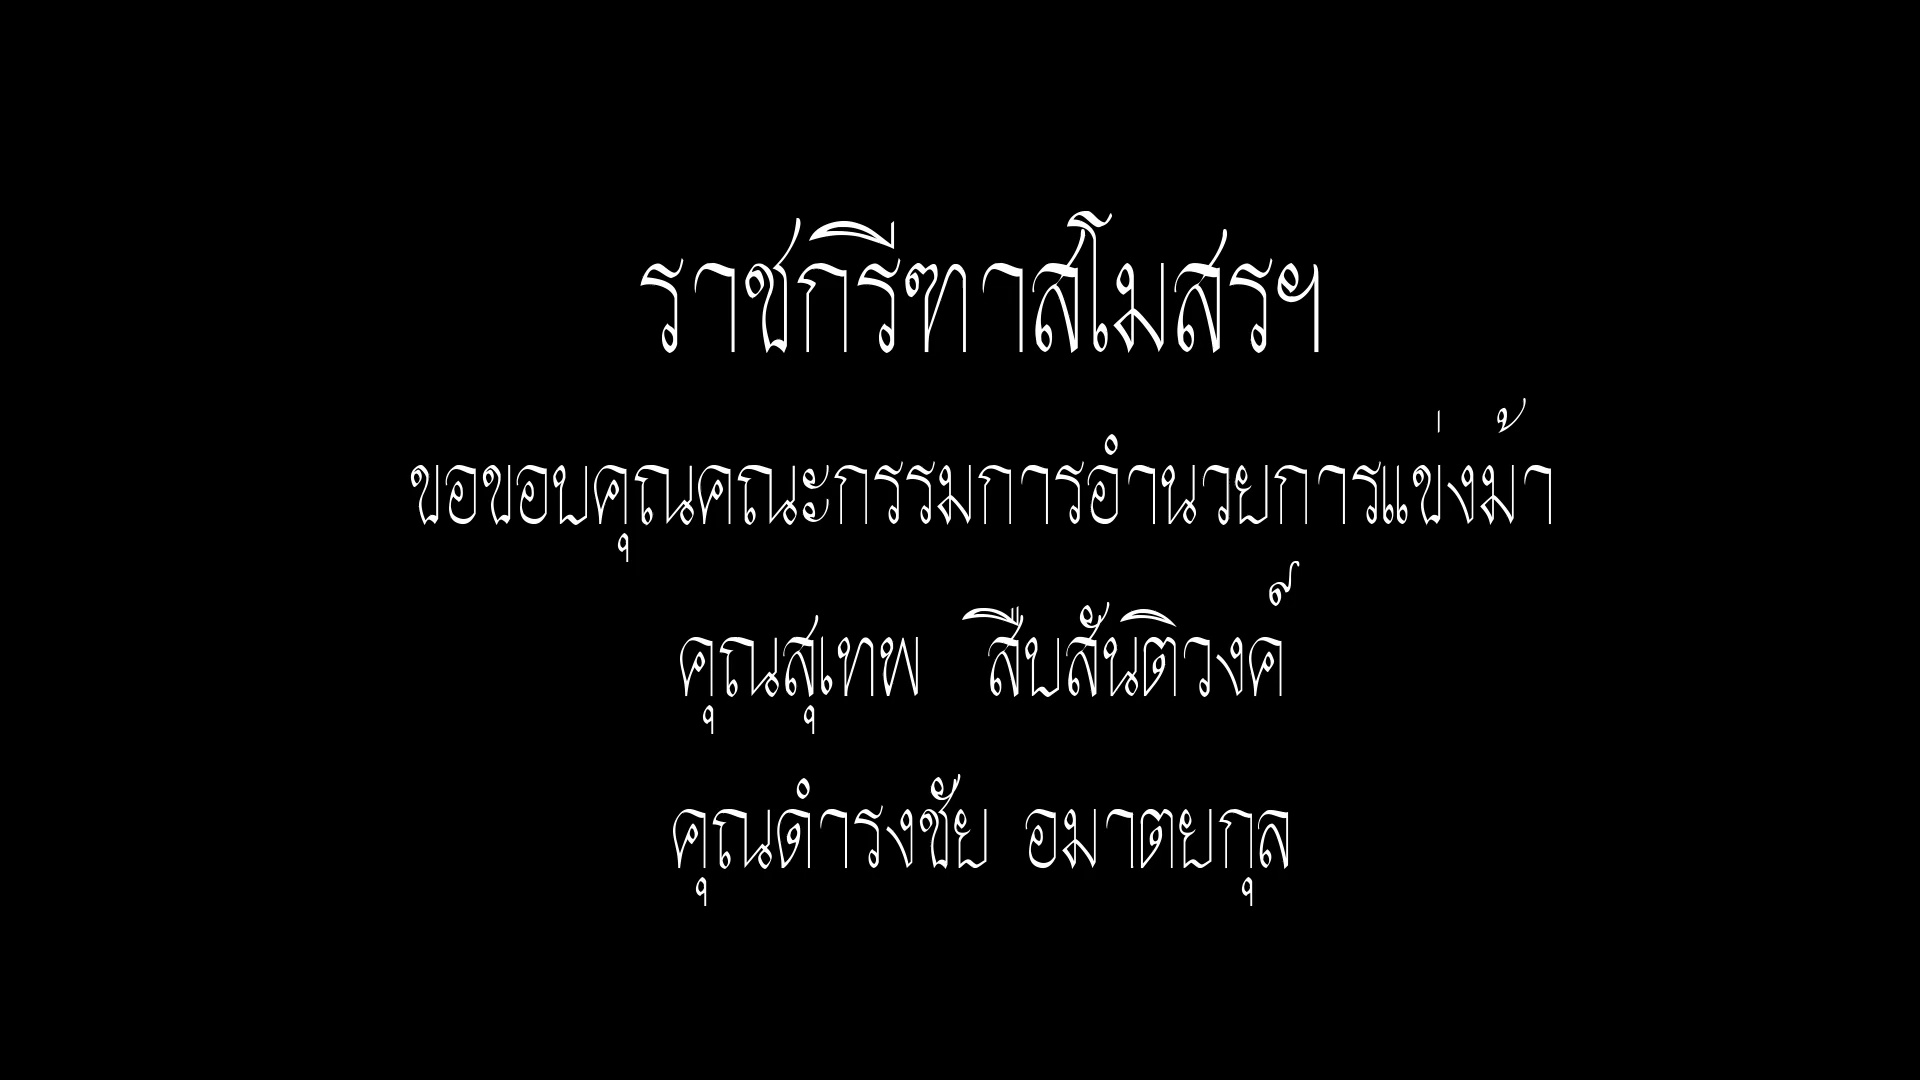 ราชกรีฑาสโมสรฯ
ขอขอบคุณคณะกรรมการอำนวยการแข่งม้า
คุณสุเทพ สืบสันติวงศ์
คุณดำรงชัย อมาตยกุล